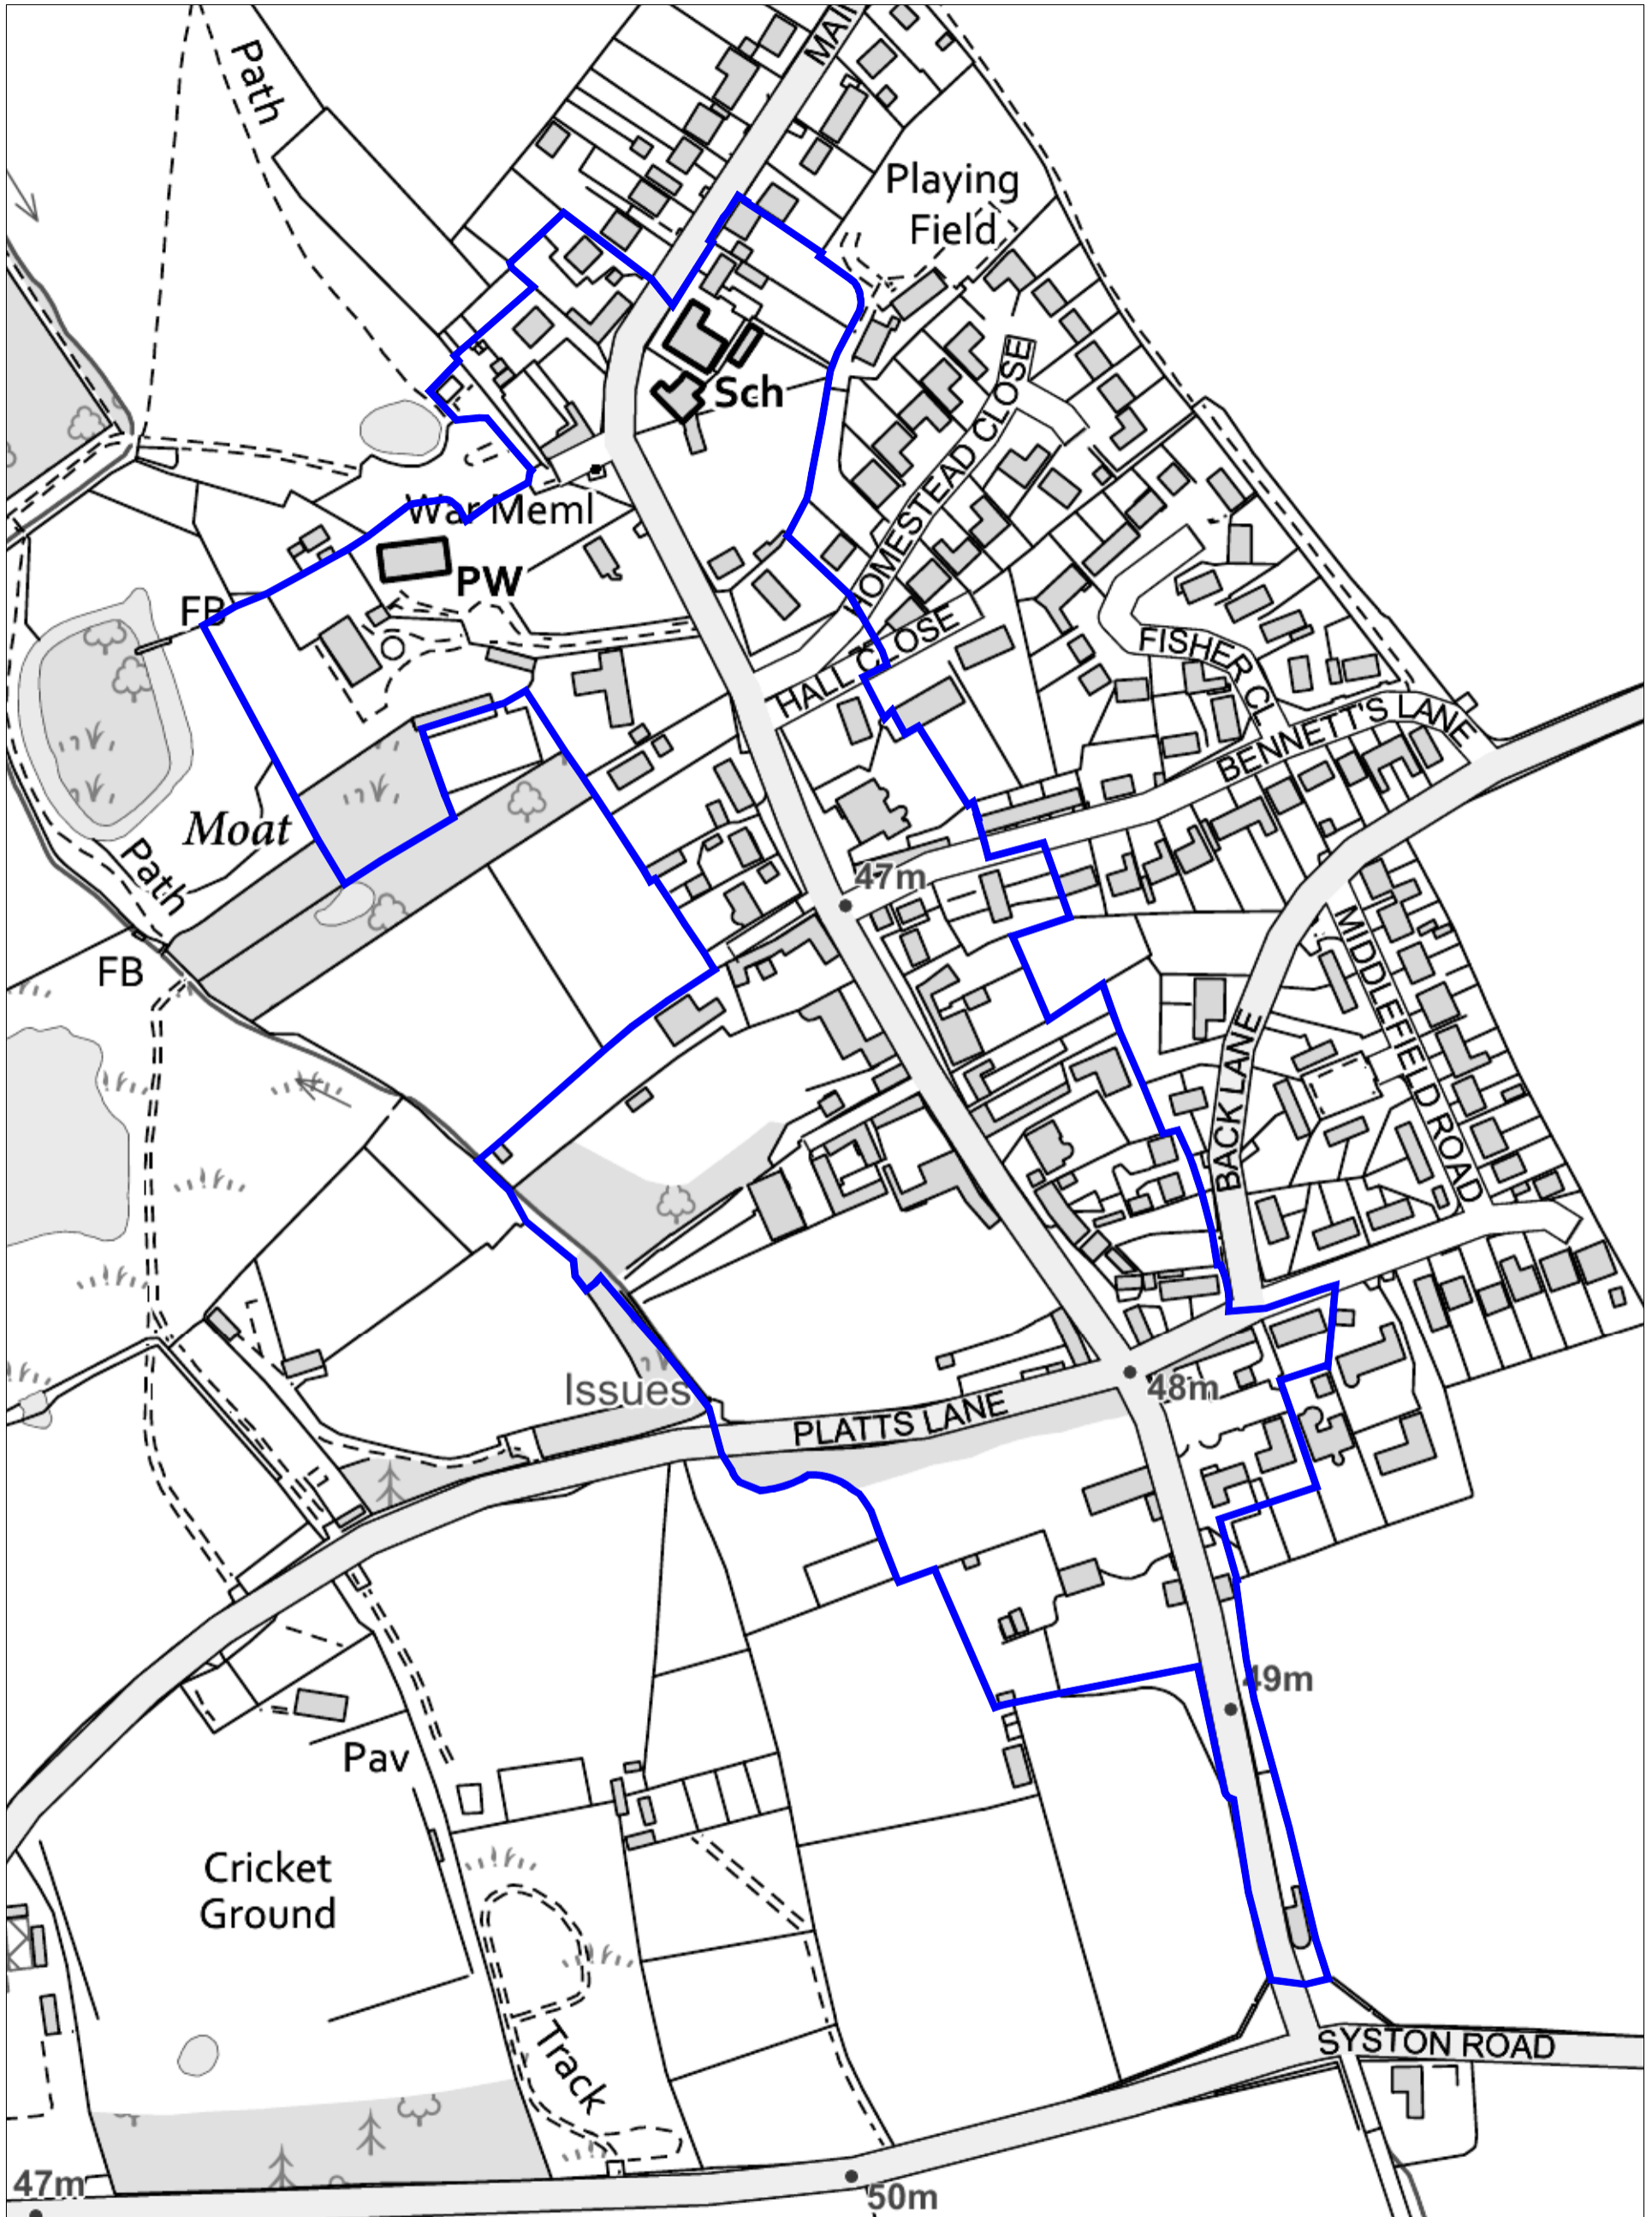 MAIN
Path
Playing
Field
Sch
HOMESTEAD CLOSE
War Meml
PW
FB
HALL CLOSE
FISHER CL
BENNETT'S LANE
Moat
Path
47m
FB
MIDDLEFIELD ROAD
BACK LANE
Issues
PLATTS LANE
48m
49m
Pav
Cricket
Ground
Track
SYSTON ROAD
47m
50m